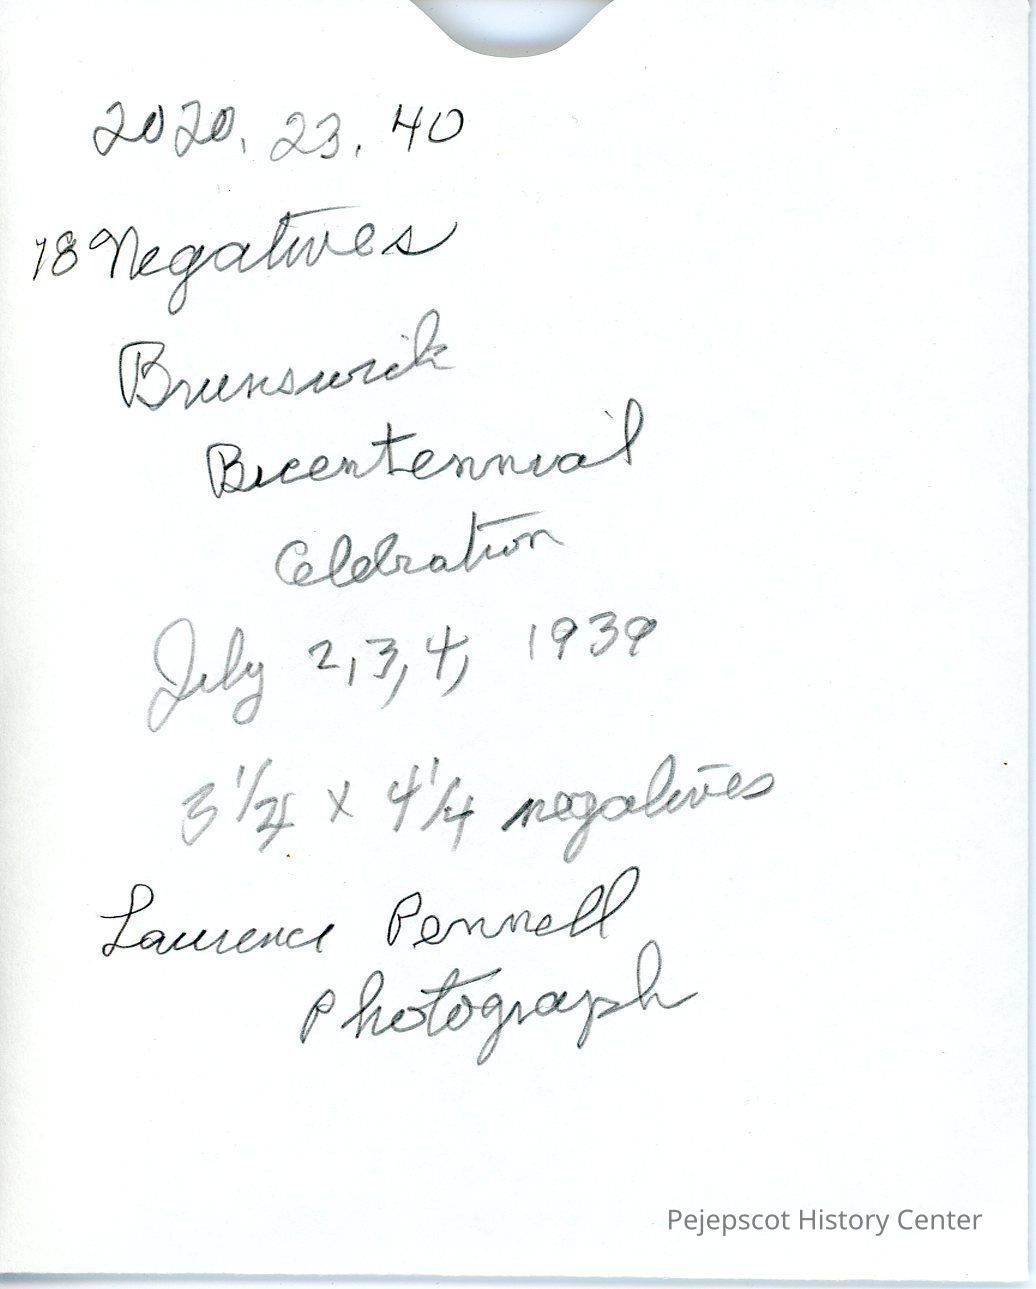 2020.23.40
18 Negatives
Brunswick
Bicentennial
Celebration
July 2, 3, 4, 1939
3 1/4 x 4 1/4 negatives
Laurence Pennell
Photograph
Pejepscot History Center